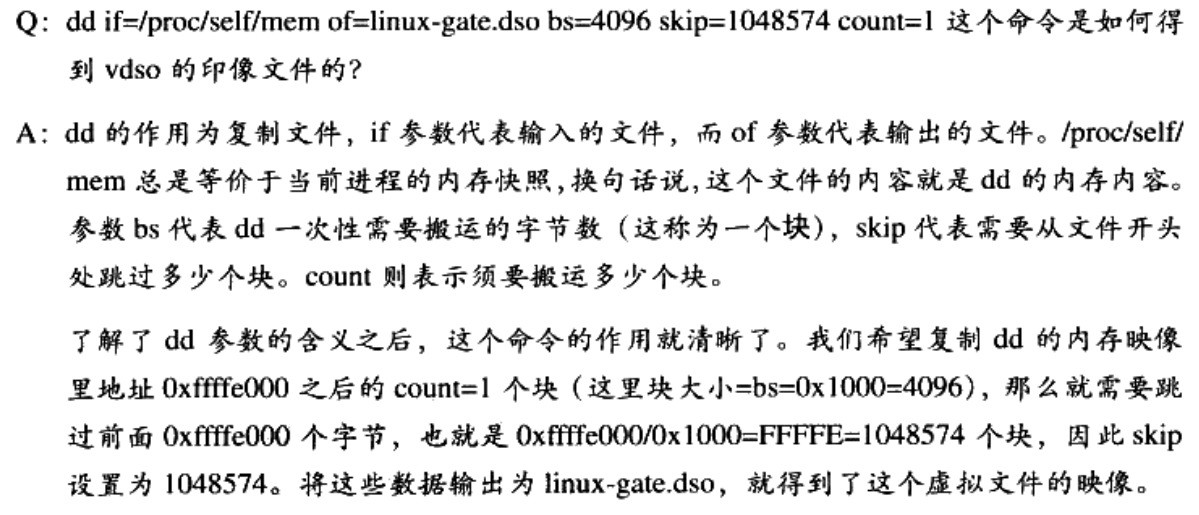 Q：dd if=/proc/self/mem of=linux-gate.dso bs=4096 skip=1048574 count=1 这个命令是如何得
到 vdso 的印像文件的？
A：dd 的作用为复制文件，if 参数代表输入的文件，而 of 参数代表输出的文件。/proc/self/
mem 总是等价于当前进程的内存快照，换句话说，这个文件的内容就是 dd 的内存内容。
参数 bs 代表 dd 一次性需要搬运的字节数（这称为一个块），skip 代表需要从文件开头
处跳过多少个块。count 则表示须要搬运多少个块。
了解了 dd 参数的含义之后，这个命令的作用就清晰了。我们希望复制 dd 的内存映像
里地址 0xffffe000 之后的 count=1 个块（这里块大小=bs=0x1000=4096），那么就需要跳
过前面 0xffffe000 个字节，也就是 0xffffe000/0x1000=FFFFE=1048574 个块，因此 skip
设置为 1048574。将这些数据输出为 linux-gate.dso，就得到了这个虚拟文件的映像。